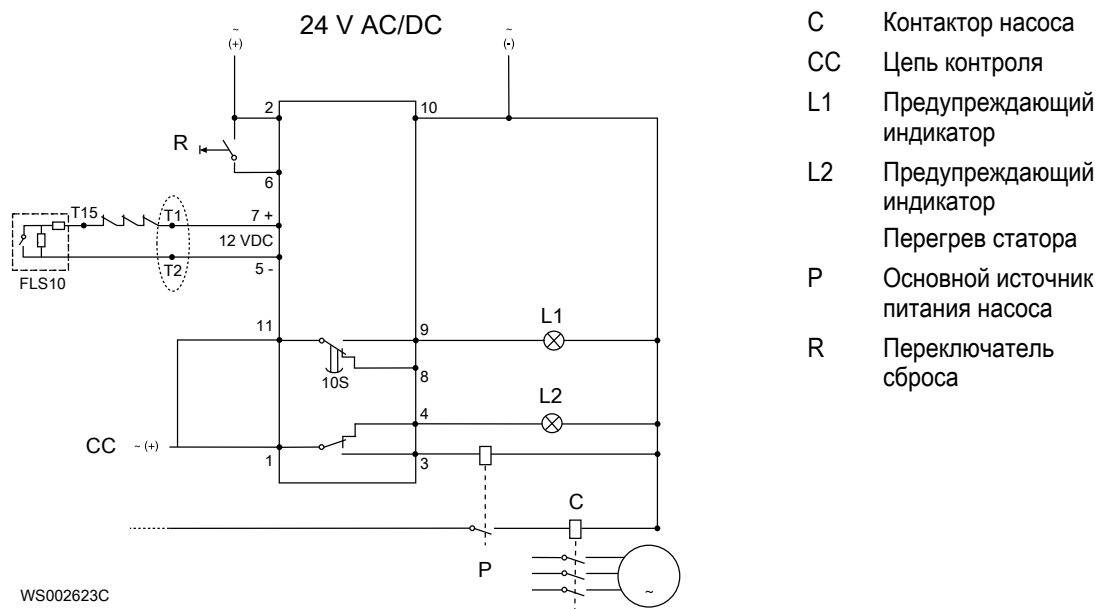 24 V AC/DC
~
(+)
~
(-)
2
10
R
6
T15
T1
7 +
12 VDC
T2
5 -
FLS10
11
9
L1
10S
8
L2
4
CC ~ (+)
1
3
C
P
~
WS002623C
C Контактор насоса
CC Цепь контроля
L1 Предупреждающий
индикатор
L2 Предупреждающий
индикатор
Перегрев статора
P Основной источник
питания насоса
R Переключатель
сброса